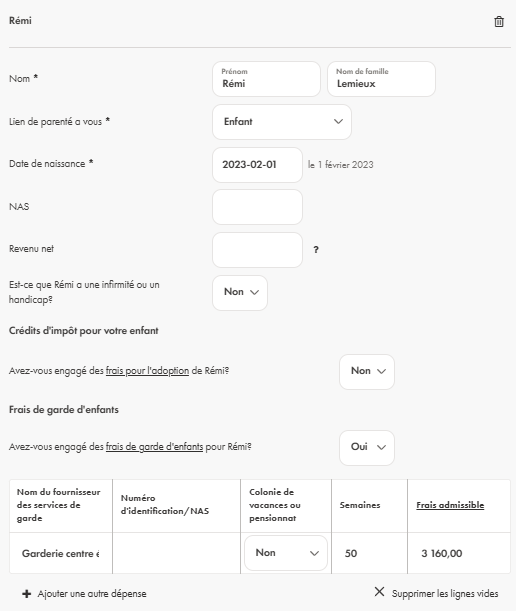 Rémi
Nom *
Prénom
Rémi
Nom de famille
Lemieux
Lien de parenté a vous *
Enfant
Date de naissance *
2023-02-01
le 1 février 2023
NAS
Revenu net
?
Est-ce que Rémi a une infirmité ou un
handicap?
Non
Crédits d'impôt pour votre enfant
Avez-vous engagé des frais pour l'adoption de Rémi?
Non
Frais de garde d'enfants
Avez-vous engagé des frais de garde d'enfants pour Rémi?
Oui
Nom du fournisseur
des services de
garde
Numéro
d'identification/NAS
Colonie de
vacances ou
pensionnat
Semaines
Frais admissible
Garderie centre
Non
50
3 160,00
Ajouter une autre dépense
Supprimer les lignes vides